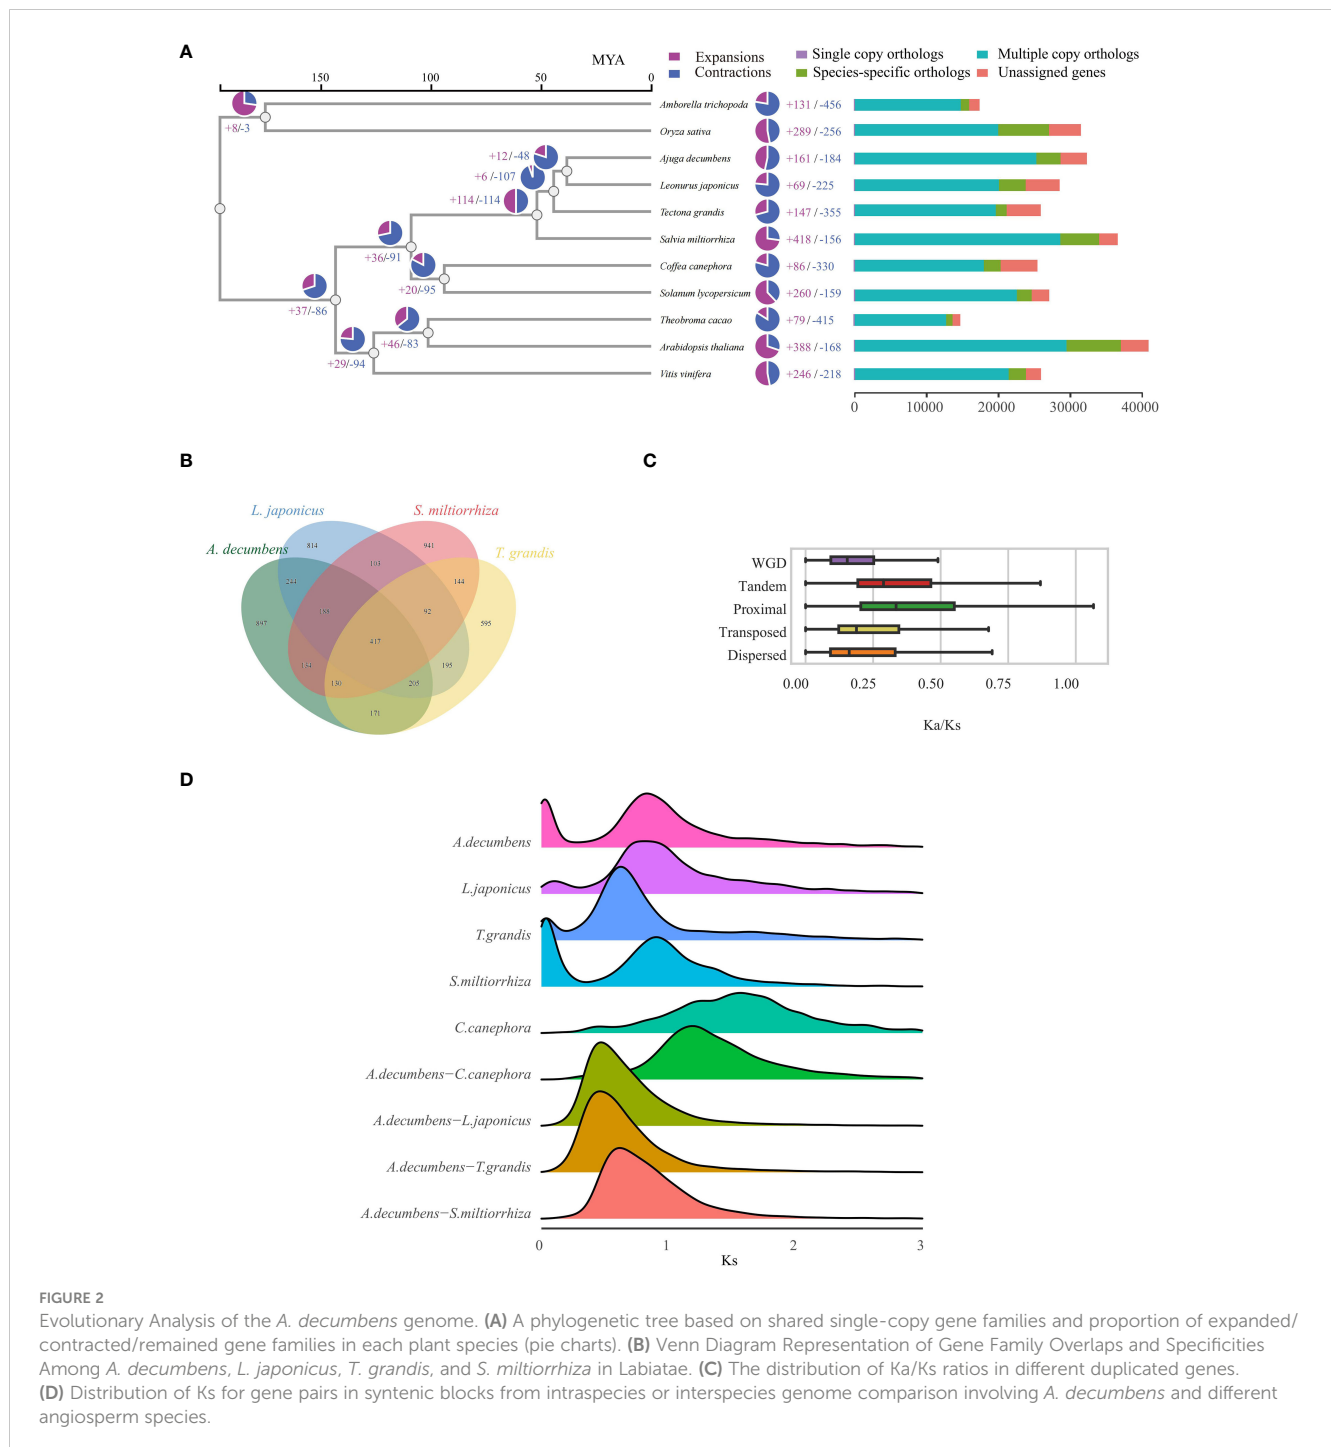 A
MYA
150 100 50 0
Expansions
Contractions
Single copy orthologs
Species-specific orthologs
Multiple copy orthologs
Unassigned genes
Amborella trichopoda +131 / -456
+8/-3
Oryza sativa +289 / -256
+12/-48
Ajuga decumbens +161 / -184
+6 /-107
Leonurus japonicus +69 / -225
+114/-114
Tectona grandis +147 / -355
Salvia miltiorrhiza +418 / -156
+36/-91
Coffea canephora +86 / -330
+20/-95
Solanum lycopersicum +260 / -159
+37/-86
Theobroma cacao +79 / -415
+46/-83
Arabidopsis thaliana +388 / -168
+29/-94
Vitis vinifera +246 / -218
0 10000 20000 30000 40000
B
L. japonicus
S. miltiorrhiza
A. decumbens
T. grandis
814
941
103
244
144
188
92
897
595
417
134
195
130
205
171
C
WGD
Tandem
Proximal
Transposed
Dispersed
0.00 0.25 0.50 0.75 1.00
Ka/Ks
D
A.decumbens
L.japonicus
T.grandis
S.miltiorrhiza
C.canephora
A.decumbens−C.canephora
A.decumbens−L.japonicus
A.decumbens−T.grandis
A.decumbens−S.miltiorrhiza
0 1 2 3
Ks
FIGURE 2
Evolutionary Analysis of the A. decumbens genome. (A) A phylogenetic tree based on shared single-copy gene families and proportion of expanded/
contracted/remained gene families in each plant species (pie charts). (B) Venn Diagram Representation of Gene Family Overlaps and Specificities
Among A. decumbens, L. japonicus, T. grandis, and S. miltiorrhiza in Labiatae. (C) The distribution of Ka/Ks ratios in different duplicated genes.
(D) Distribution of Ks for gene pairs in syntenic blocks from intraspecies or interspecies genome comparison involving A. decumbens and different
angiosperm species.